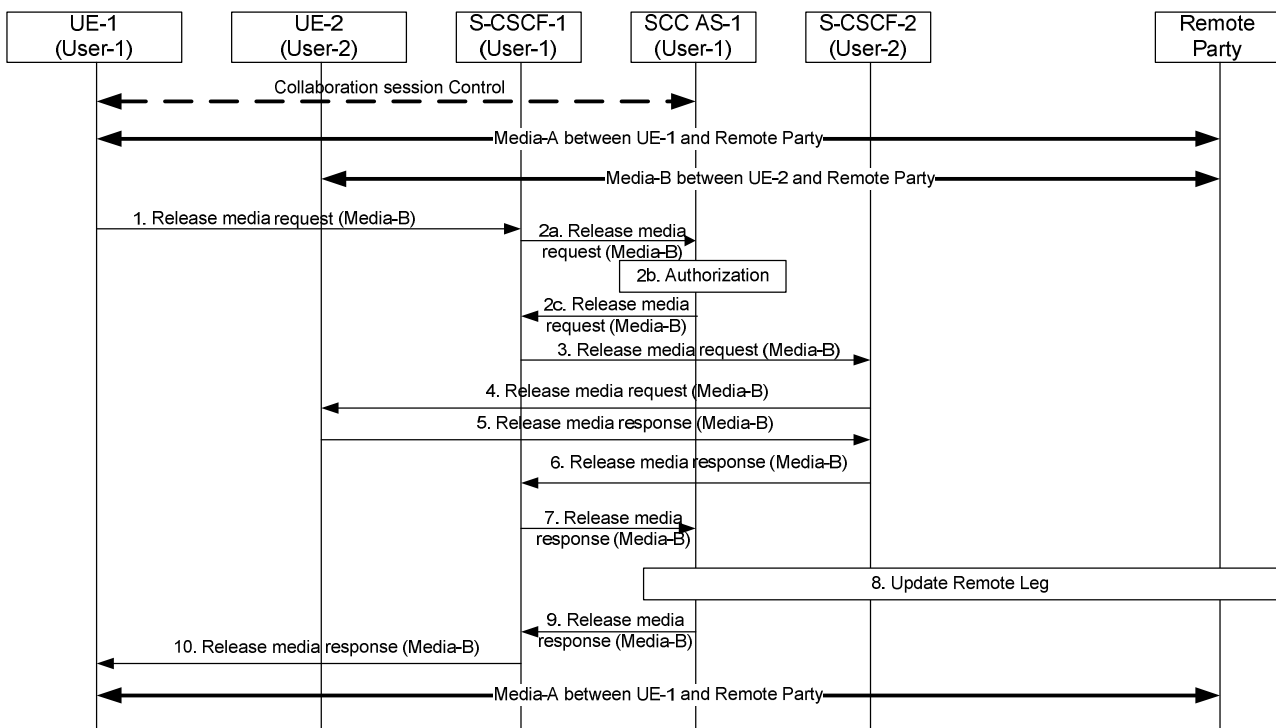 UE-1
(User-1)
UE-2
(User-2)
S-CSCF-1
(User-1)
SCC AS-1
(User-1)
S-CSCF-2
(User-2)
Remote
Party
Collaboration session Control
Media-A between UE-1 and Remote Party
Media-B between UE-2 and Remote Party
1. Release media request (Media-B)
2a. Release media
request (Media-B)
2b. Authorization
2c. Release media
request (Media-B)
3. Release media request (Media-B)
4. Release media request (Media-B)
5. Release media response (Media-B)
6. Release media response (Media-B)
7. Release media
response (Media-B)
8. Update Remote Leg
9. Release media
response (Media-B)
10. Release media response (Media-B)
Media-A between UE-1 and Remote Party